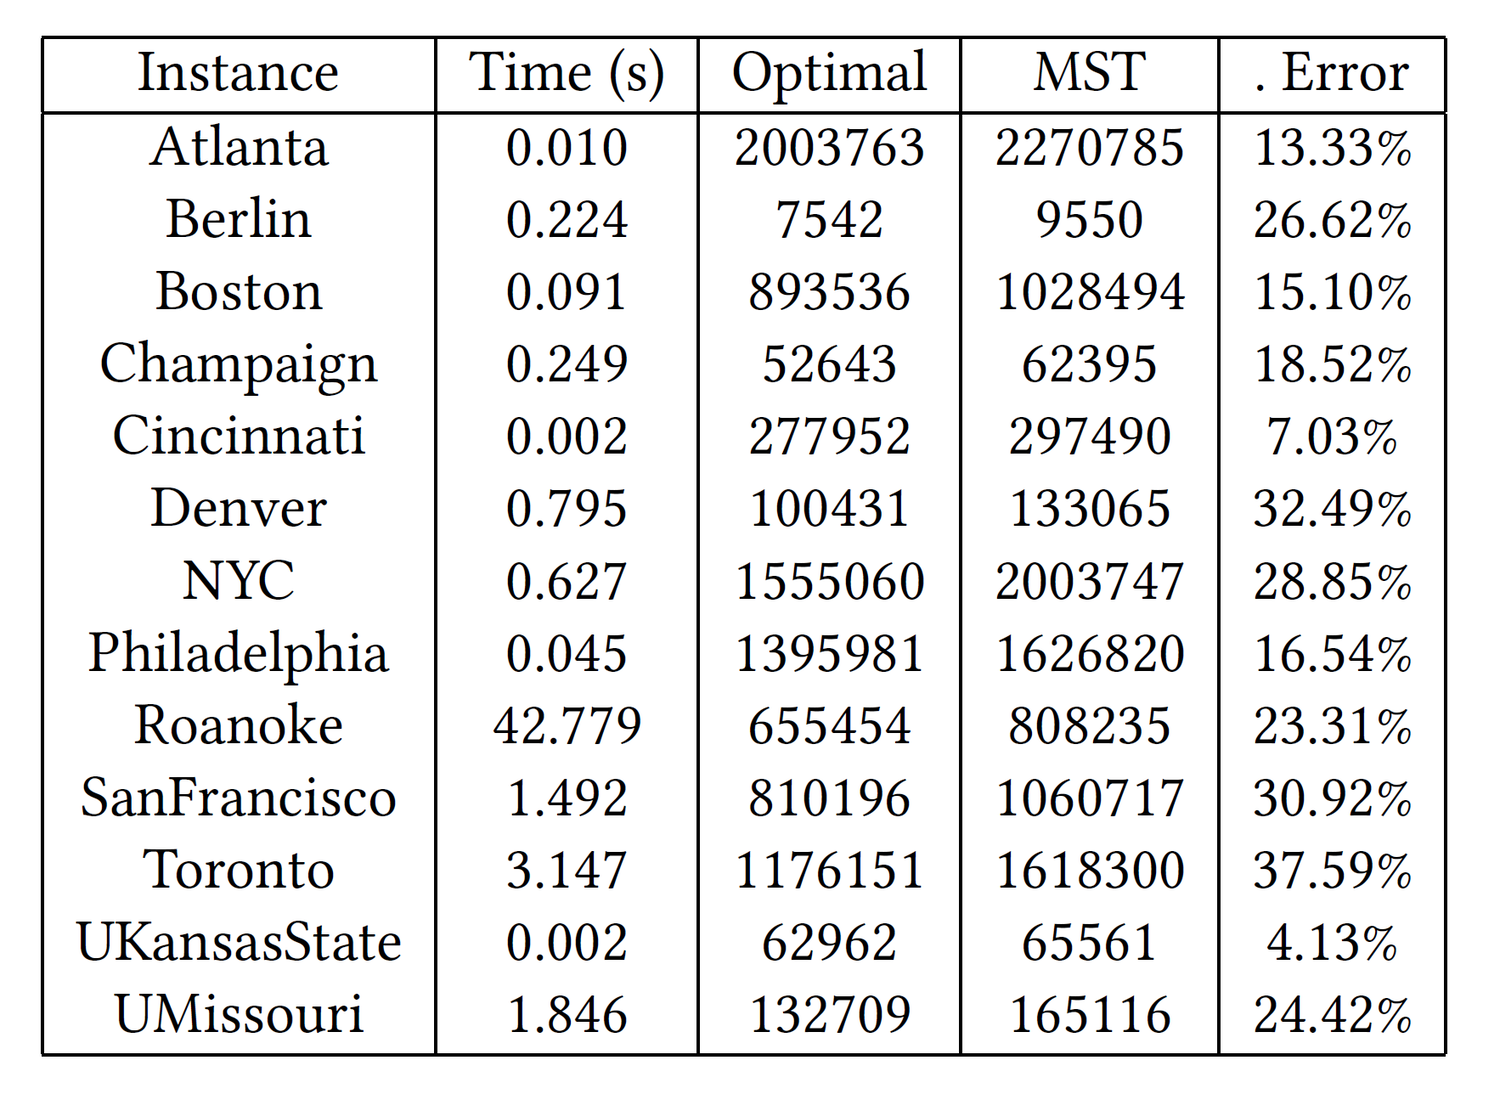 Instance Time (s) Optimal MST . Error
Atlanta 0.010 2003763 2270785 13.33%
Berlin 0.224 7542 9550 26.62%
Boston 0.091 893536 1028494 15.10%
Champaign 0.249 52643 62395 18.52%
Cincinnati 0.002 277952 297490 7.03%
Denver 0.795 100431 133065 32.49%
NYC 0.627 1555060 2003747 28.85%
Philadelphia 0.045 1395981 1626820 16.54%
Roanoke 42.779 655454 808235 23.31%
SanFrancisco 1.492 810196 1060717 30.92%
Toronto 3.147 1176151 1618300 37.59%
UKansasState 0.002 62962 65561 4.13%
UMissouri 1.846 132709 165116 24.42%